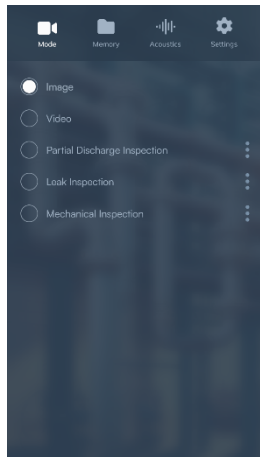 Mode Memory Acoustics Settings
Image
Video
Partial Discharge Inspection
Leak Inspection
Mechanical Inspection